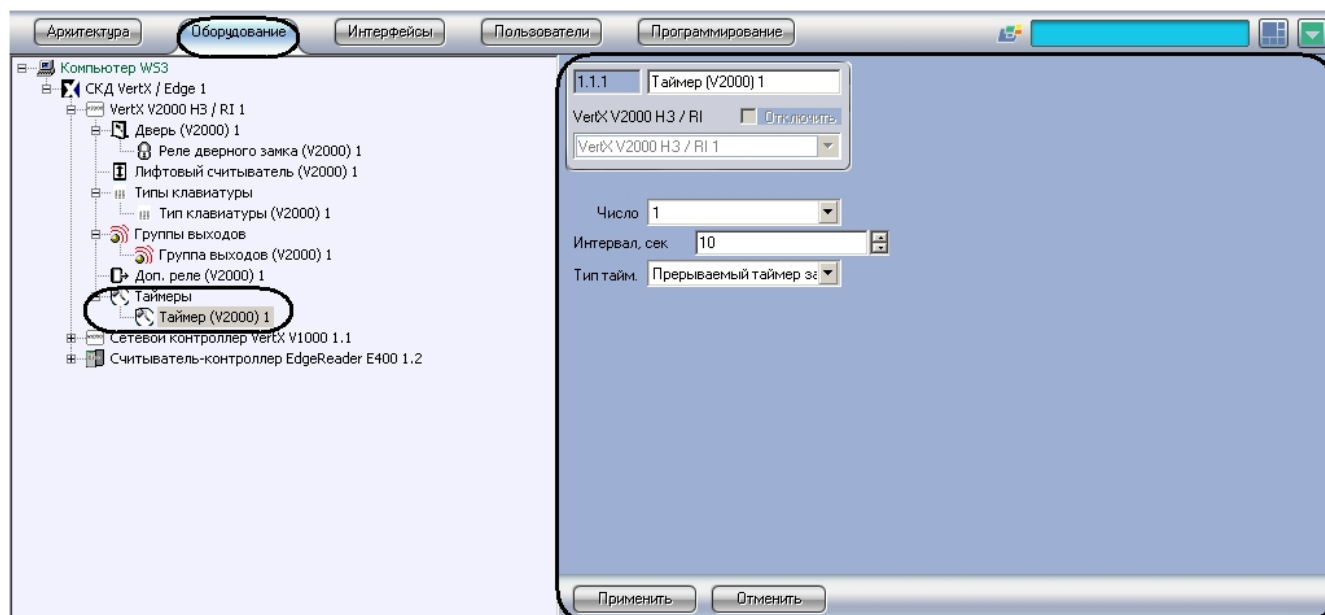 Архитектура Оборудование Интерфейсы Пользователи Программирование
Компьютер WS3
СКД VertX / Edge 1
VertX V2000 НЗ / RI 1
Дверь (V2000) 1
Реле дверного замка (V2000) 1
Лифтовый считыватель (V2000) 1
Типы клавиатуры
Тип клавиатуры (V2000) 1
Группы выходов
Группа выходов (V2000) 1
Доп. реле (V2000) 1
Таймеры
Таймер (V2000) 1
Сетевой контроллер VertX V1000 1.1
Считыватель-контроллер EdgeReader E400 1.2
1.1.1 Таймер (V2000) 1
VertX V2000 НЗ / RI Отключить
VertX V2000 НЗ / RI 1
Число 1
Интервал, сек 10
Тип тайм. Прерываемый таймер за
Применить Отменить